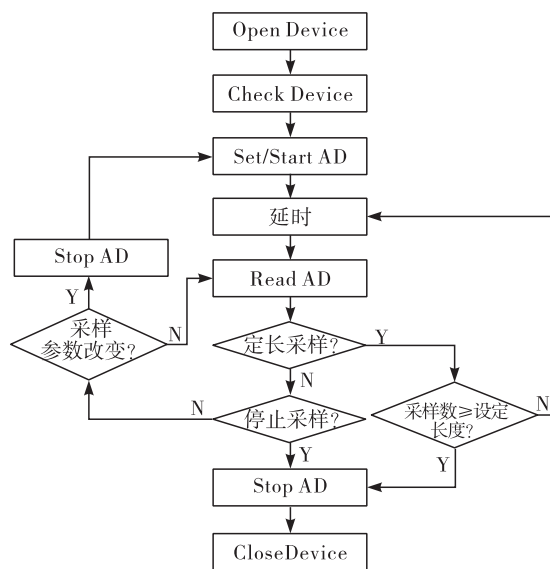 Open Device
Check Device
Set/Start AD
延时
Stop AD
Read AD
Y
采样
参数改变?
N
定长采样?
Y
N
N
停止采样?
采样数≥设定
长度?
N
Y
Y
Stop AD
CloseDevice